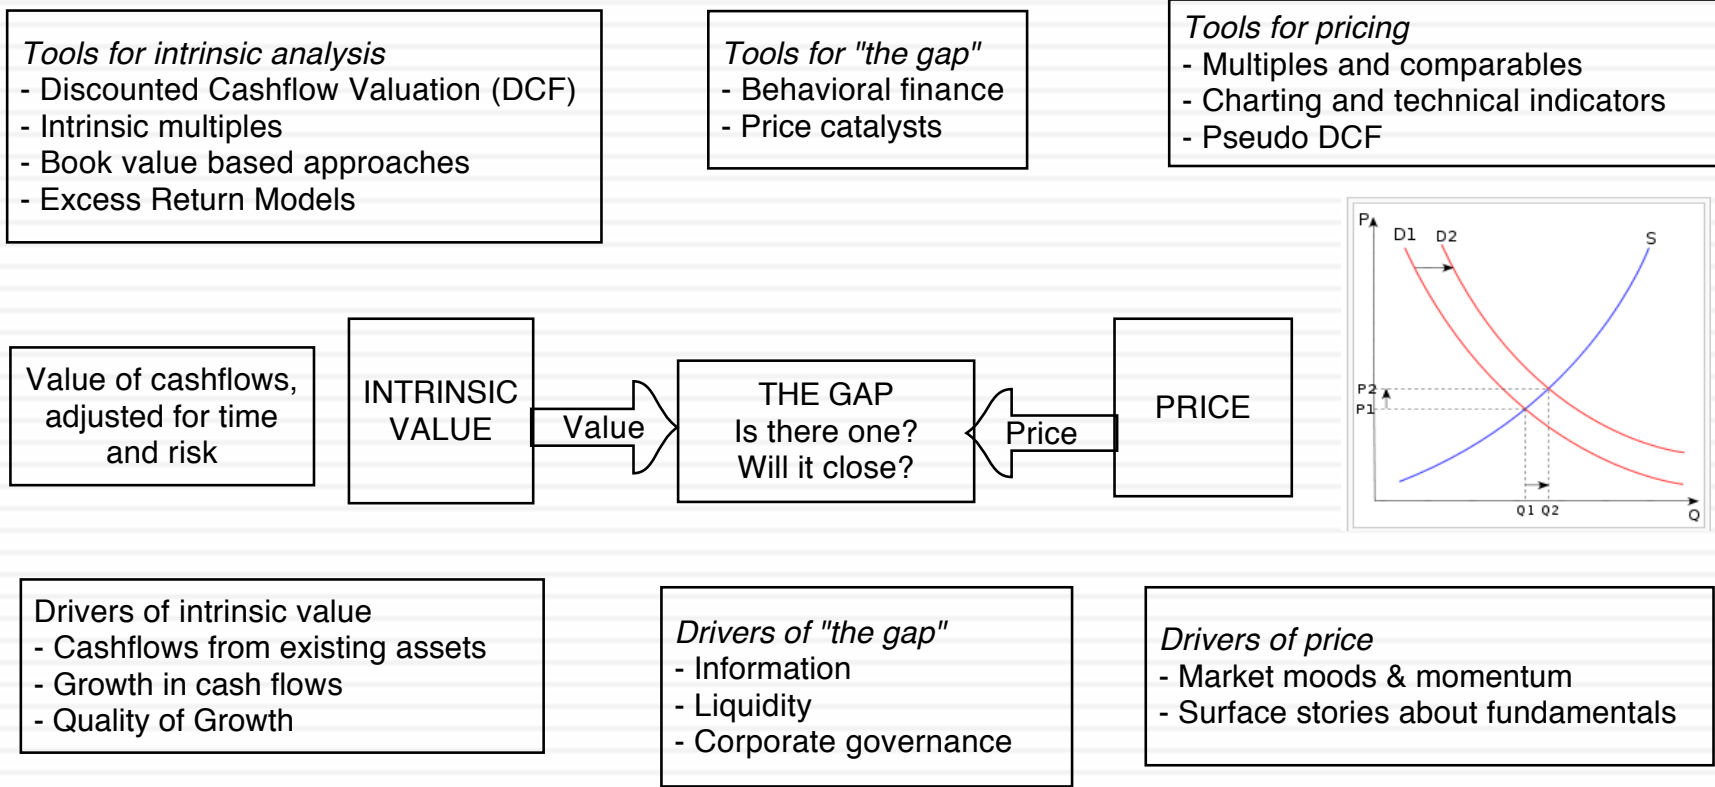 Tools for intrinsic analysis
- Discounted Cashflow Valuation (DCF)
- Intrinsic multiples
- Book value based approaches
- Excess Return Models
Tools for "the gap"
- Behavioral finance
- Price catalysts
Tools for pricing
- Multiples and comparables
- Charting and technical indicators
- Pseudo DCF
Value of cashflows,
adjusted for time
and risk
INTRINSIC
VALUE
Value
THE GAP
Is there one?
Will it close?
Price
PRICE
P
D1
D2
S
P2
P1
Q1
Q2
Q
Drivers of intrinsic value
- Cashflows from existing assets
- Growth in cash flows
- Quality of Growth
Drivers of "the gap"
- Information
- Liquidity
- Corporate governance
Drivers of price
- Market moods & momentum
- Surface stories about fundamentals